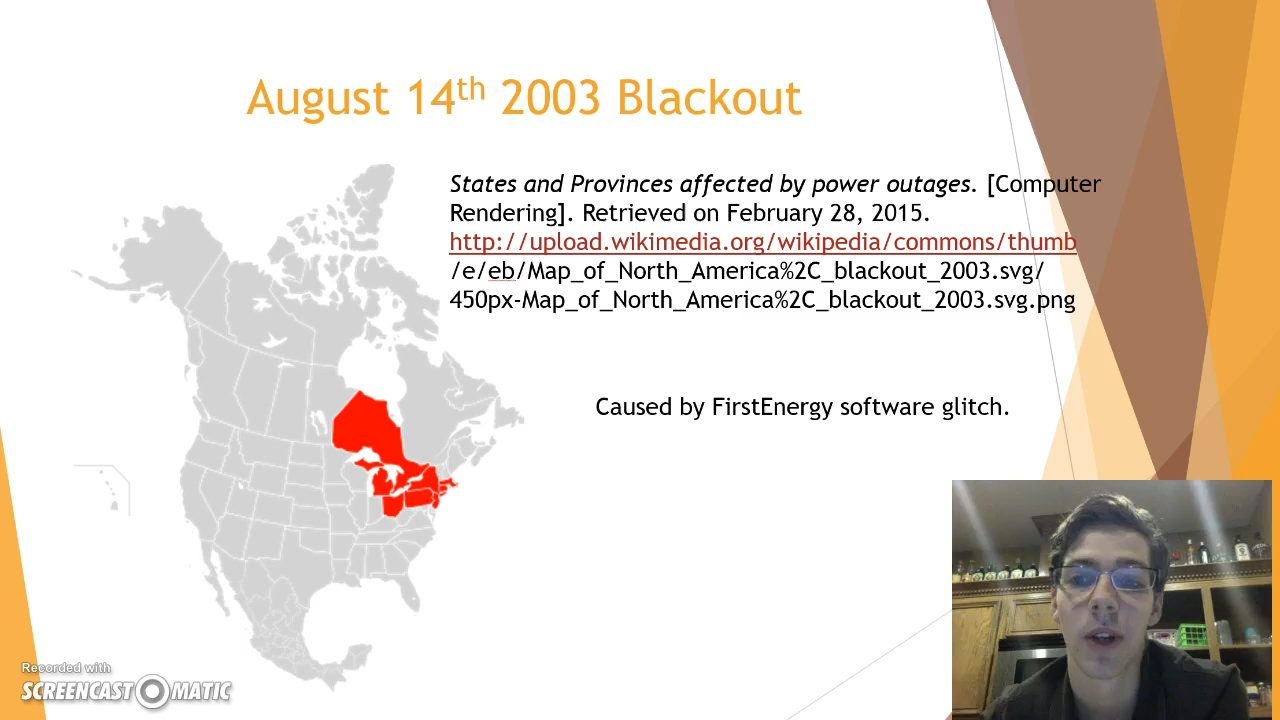 August 14th 2003 Blackout
States and Provinces affected by power outages. [Computer
Rendering]. Retrieved on February 28, 2015.
http://upload.wikimedia.org/wikipedia/commons/thumb
/e/eb/Map_of_North_America%2C_blackout_2003.svg/
450px-Map_of_North_America%2C_blackout_2003.svg.png
Caused by FirstEnergy software glitch.
Recorded with
SCREENCAST-O-MATIC